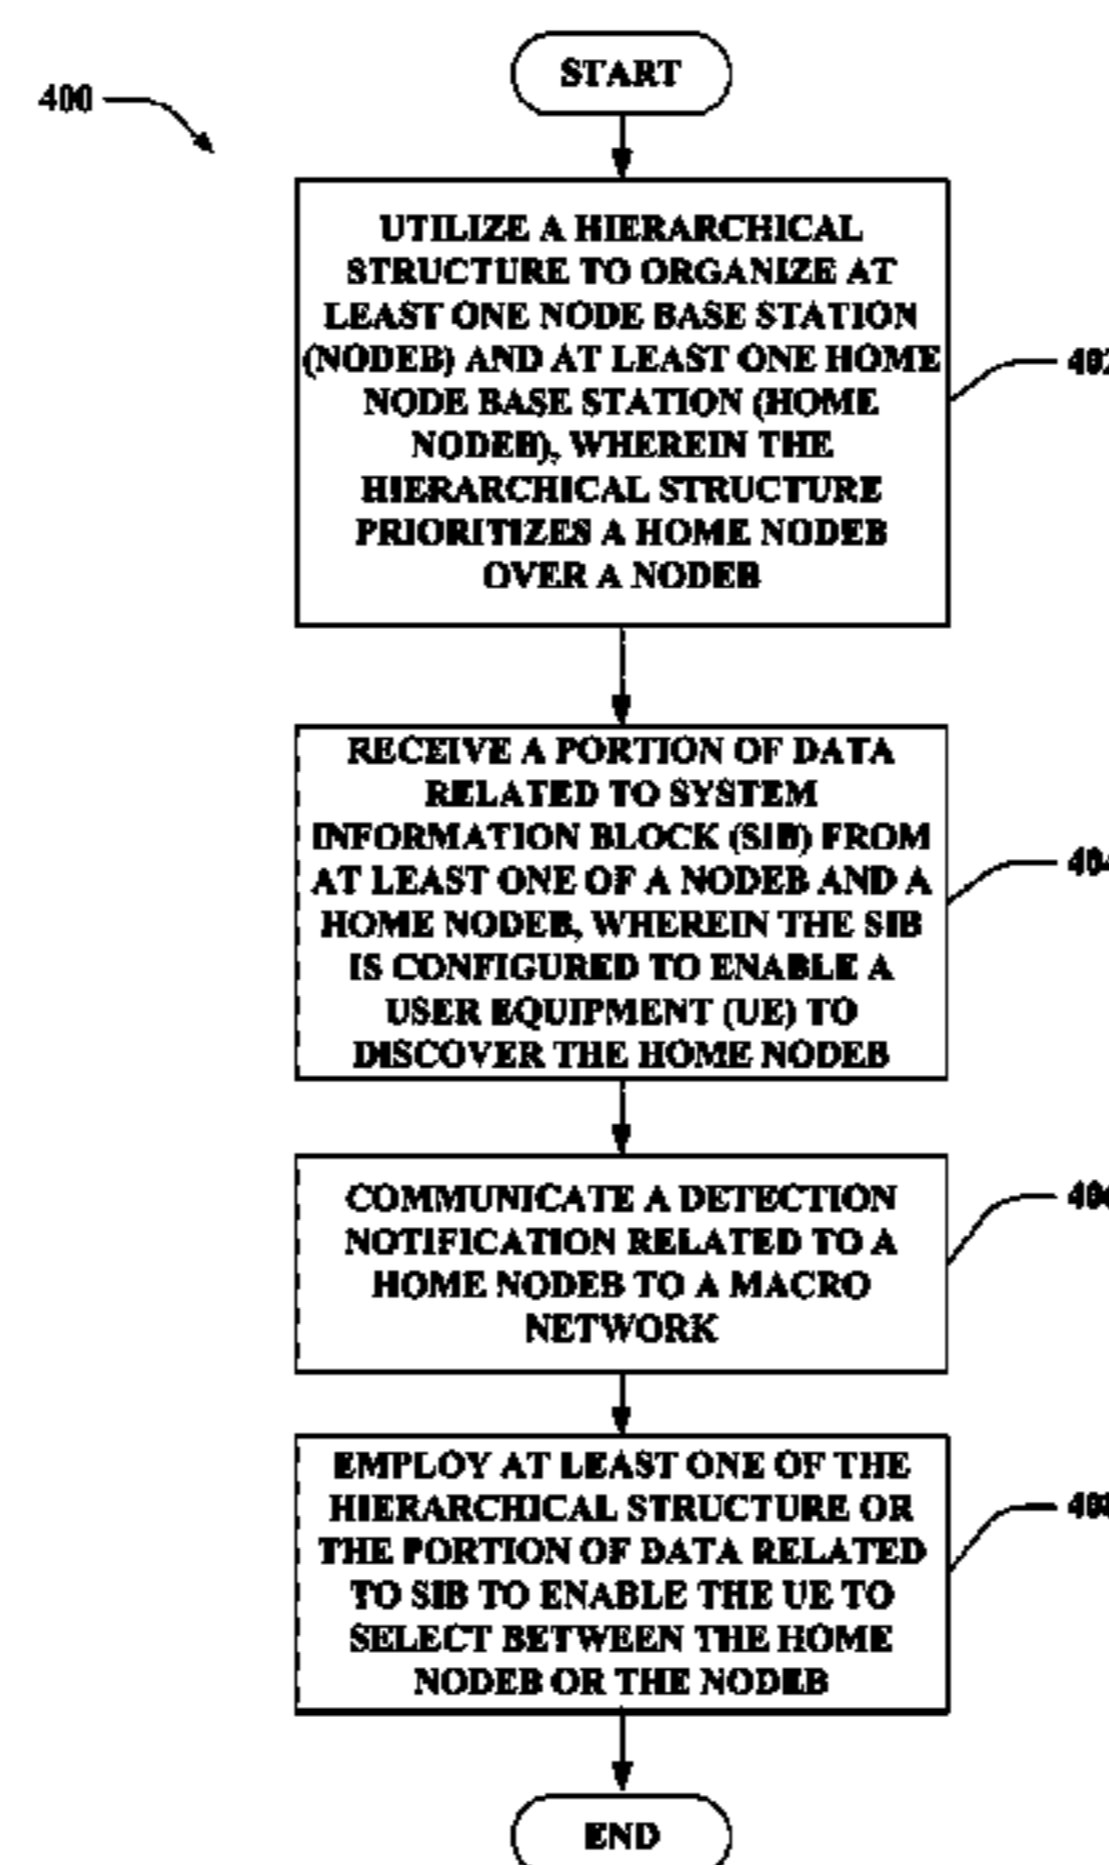 400
START
UTILIZE A HIERARCHICAL
STRUCTURE TO ORGANIZE AT
LEAST ONE NODE BASE STATION
(NODEB) AND AT LEAST ONE HOME
NODE BASE STATION (HOME
NODEB), WHEREIN THE
HIERARCHICAL STRUCTURE
PRIORITIZES A HOME NODEB
OVER A NODEB
402
RECEIVE A PORTION OF DATA
RELATED TO SYSTEM
INFORMATION BLOCK (SIB) FROM
AT LEAST ONE OF A NODEB AND A
HOME NODEB, WHEREIN THE SIB
IS CONFIGURED TO ENABLE A
USER EQUIPMENT (UE) TO
DISCOVER THE HOME NODEB
404
COMMUNICATE A DETECTION
NOTIFICATION RELATED TO A
HOME NODEB TO A MACRO
NETWORK
406
EMPLOY AT LEAST ONE OF THE
HIERARCHICAL STRUCTURE OR
THE PORTION OF DATA RELATED
TO SIB TO ENABLE THE UE TO
SELECT BETWEEN THE HOME
NODEB OR THE NODEB
408
END